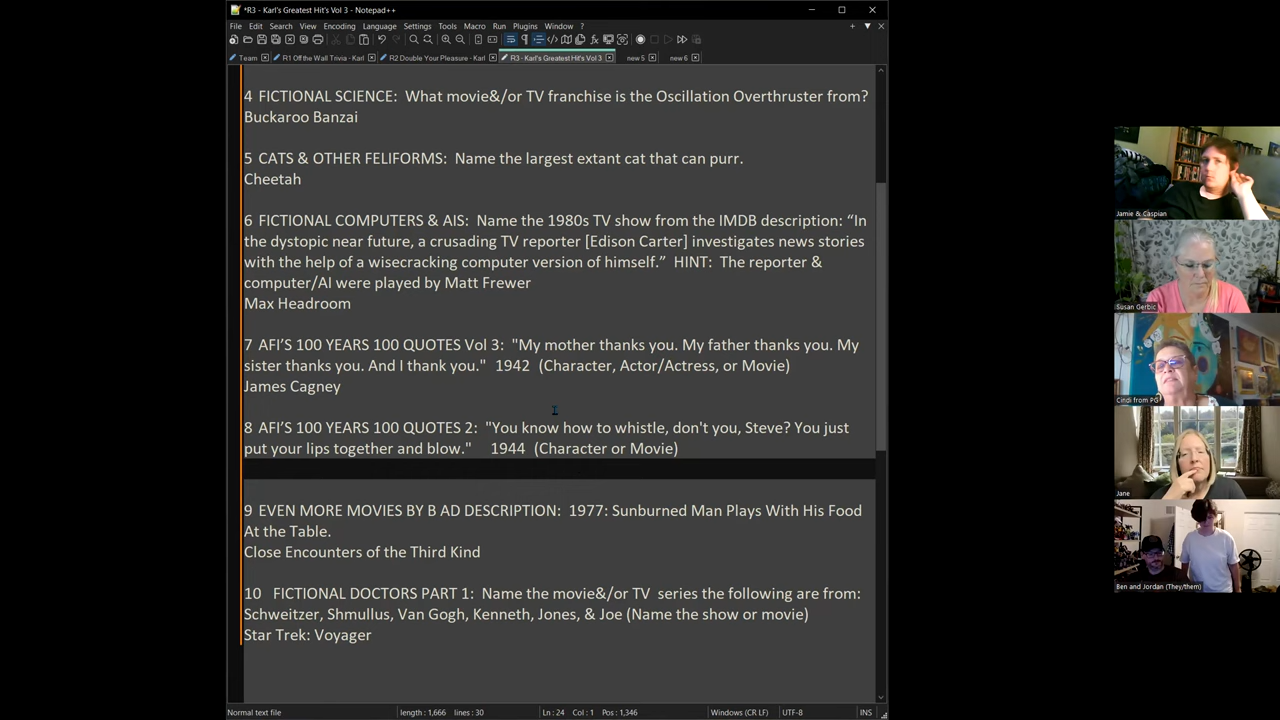 *R3 - Karl's Greatest Hit's Vol 3 - Notepad++
File Edit Search View Encoding Language Settings Tools Macro Run Plugins Window ?
Team R1 Off the Wall Trivia - Karl R2 Double Your Pleasure - Karl R3 - Karl's Greatest Hit's Vol 3 new 5 new 6
4 FICTIONAL SCIENCE: What movie&/or TV franchise is the Oscillation Overthruster from?
Buckaroo Banzai
5 CATS & OTHER FELIFORMS: Name the largest extant cat that can purr.
Cheetah
6 FICTIONAL COMPUTERS & AIS: Name the 1980s TV show from the IMDB description: “In
the dystopic near future, a crusading TV reporter [Edison Carter] investigates news stories
with the help of a wisecracking computer version of himself.” HINT: The reporter &
computer/AI were played by Matt Frewer
Max Headroom
7 AFI’S 100 YEARS 100 QUOTES Vol 3: "My mother thanks you. My father thanks you. My
sister thanks you. And I thank you." 1942 (Character, Actor/Actress, or Movie)
James Cagney
8 AFI’S 100 YEARS 100 QUOTES 2: "You know how to whistle, don't you, Steve? You just
put your lips together and blow." 1944 (Character or Movie)
9 EVEN MORE MOVIES BY B AD DESCRIPTION: 1977: Sunburned Man Plays With His Food
At the Table.
Close Encounters of the Third Kind
10 FICTIONAL DOCTORS PART 1: Name the movie&/or TV series the following are from:
Schweitzer, Shmullus, Van Gogh, Kenneth, Jones, & Joe (Name the show or movie)
Star Trek: Voyager
Normal text file length : 1,666 lines : 30 Ln : 24 Col : 1 Pos : 1,346 Windows (CR LF) UTF-8 INS
Jamie & Caspian
Susan Gerbic
Cindi from PG
Jane
Ben and Jordan (They/them)